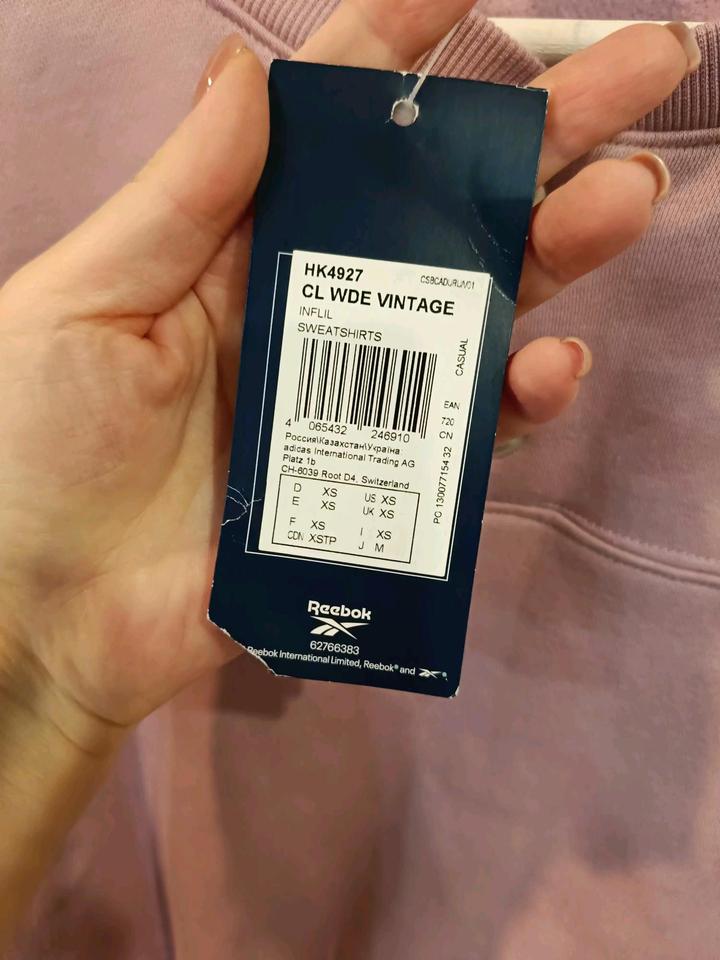 HK4927
CSBCADURUV01
CL WDE VINTAGE
INFLIL
SWEATSHIRTS
CASUAL
EAN
720
CN
PO 130077154 32
4 065432 246910
Россия\Казахстан\Україна
adidas International Trading AG
Platz 1b
CH-6039 Root D4, Switzerland
D XS US XS
E XS UK XS
F XS I XS
CDN XSTP J M
Reebok
62766383
Reebok International Limited, Reebok® and